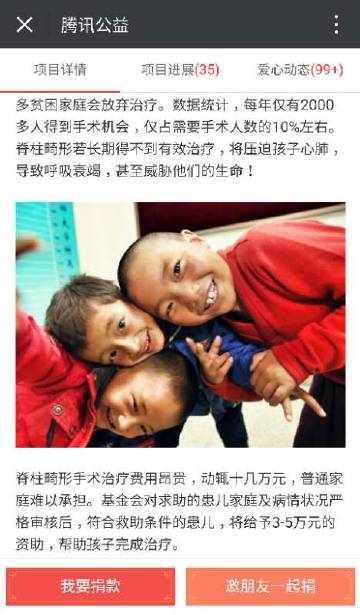 腾讯公益
项目详情 项目进展(35) 爱心动态(99+)
多贫困家庭会放弃治疗。数据统计，每年仅有2000
多人得到手术机会，仅占需要手术人数的10%左右。
脊柱畸形若长期得不到有效治疗，将压迫孩子心肺，
导致呼吸衰竭，甚至威胁他们的生命！
脊柱畸形手术治疗费用昂贵，动辄十几万元，普通家
庭难以承担。基金会对求助的患儿家庭及病情状况严
格审核后，符合救助条件的患儿，将给予3-5万元的
资助，帮助孩子完成治疗。
我要捐款 邀朋友一起捐